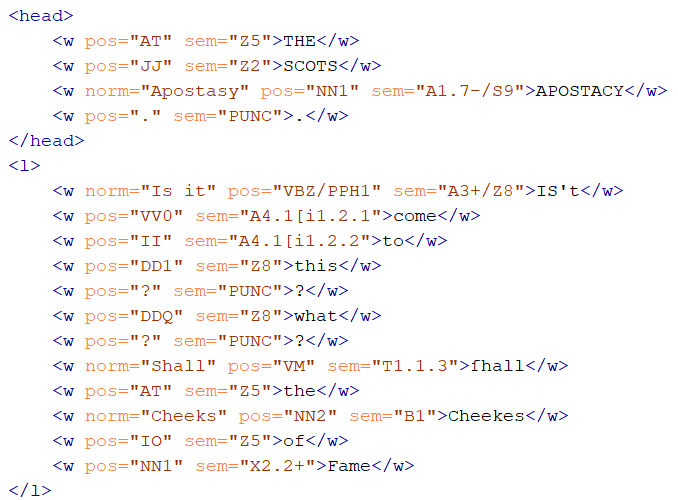 <head>
<w pos="AT" sem="Z5">THE</w>
<w pos="JJ" sem="Z2">SCOTS</w>
<w norm="Apostasy" pos="NN1" sem="A1.7-/S9">APOSTACY</w>
<w pos="." sem="PUNC">.</w>
</head>
<l>
<w norm="Is it" pos="VBZ/PPH1" sem="A3+/Z8">IS't</w>
<w pos="VV0" sem="A4.1[i1.2.1">come</w>
<w pos="II" sem="A4.1[i1.2.2">to</w>
<w pos="DD1" sem="Z8">this</w>
<w pos="?" sem="PUNC">?</w>
<w pos="DDQ" sem="Z8">what</w>
<w pos="?" sem="PUNC">?</w>
<w norm="Shall" pos="VM" sem="T1.1.3">fhall</w>
<w pos="AT" sem="Z5">the</w>
<w norm="Cheeks" pos="NN2" sem="B1">Cheekes</w>
<w pos="IO" sem="Z5">of</w>
<w pos="NN1" sem="X2.2+">Fame</w>
</l>